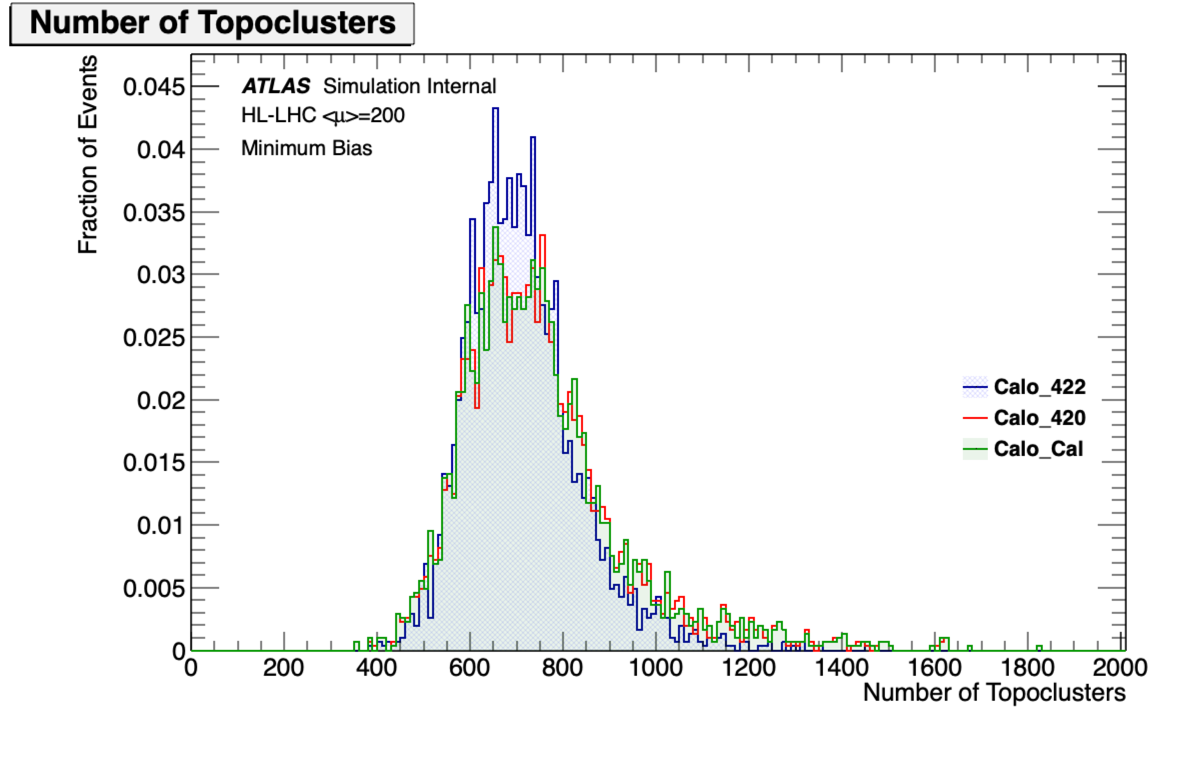 Number of Topoclusters
Fraction of Events
ATLAS Simulation Internal
HL-LHC <μ>=200
Minimum Bias
0.045
0.04
0.035
0.03
0.025
0.02
0.015
0.01
0.005
0
Calo_422
Calo_420
Calo_Cal
0 200 400 600 800 1000 1200 1400 1600 1800 2000
Number of Topoclusters